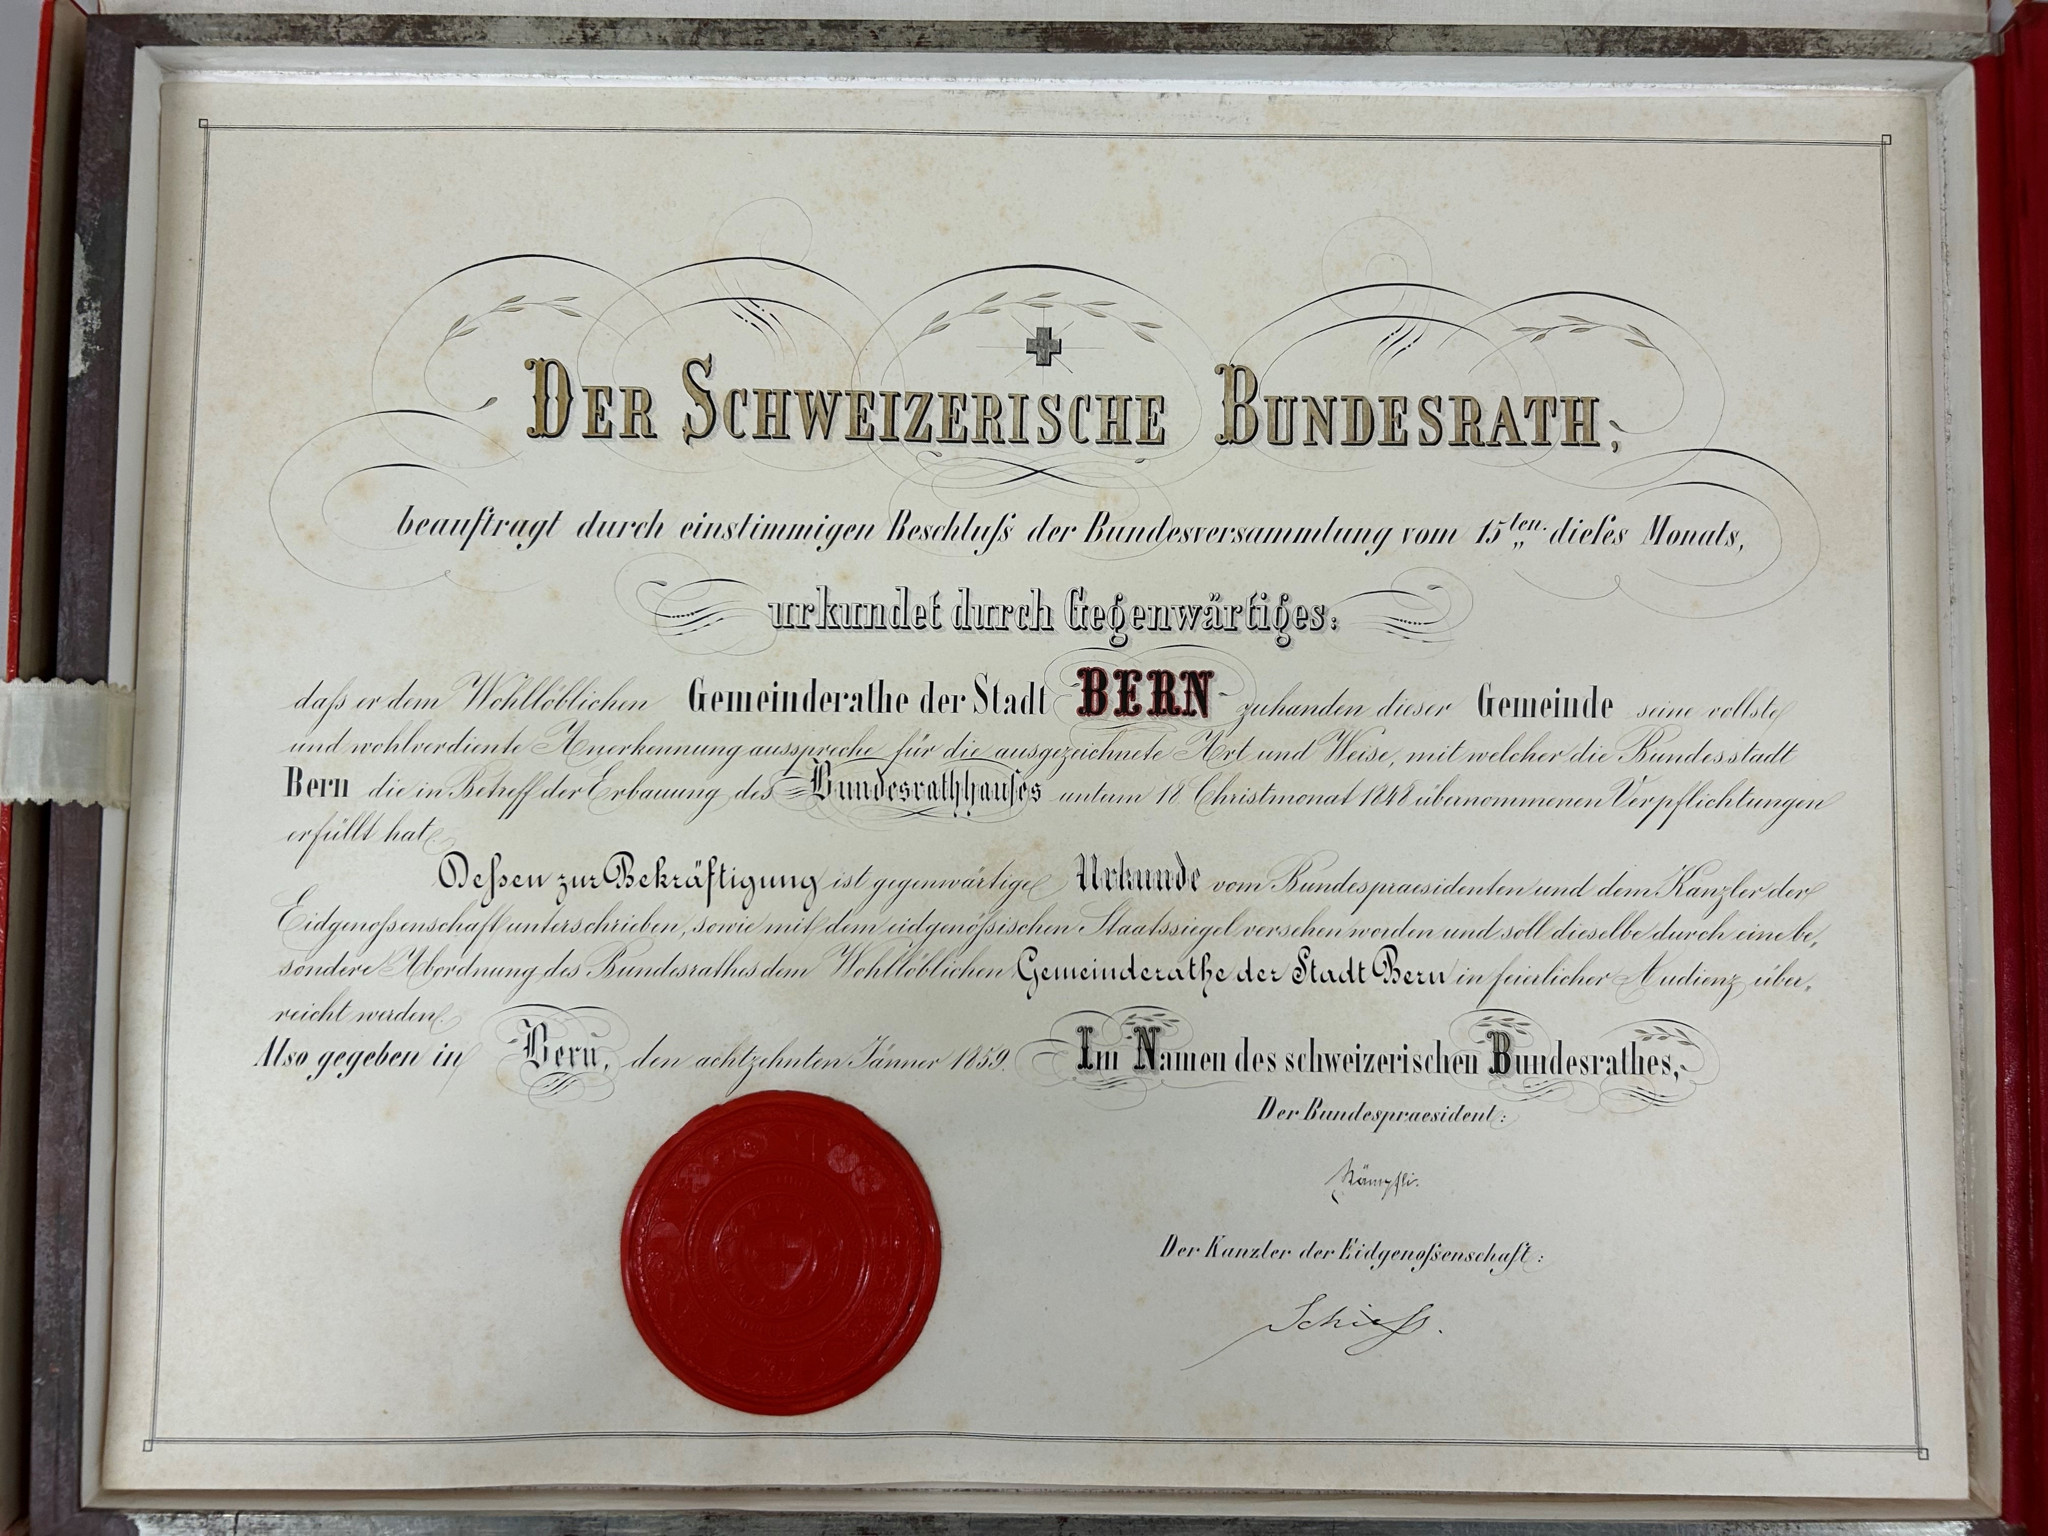 DER SCHWEIZERISCHE BUNDESRATH,
beauftragt durch einstimmigen Beschluſs der Bundesversammlung vom 15ten. dieſes Monats,
urkundet durch Gegenwärtiges:
daſs er dem Wohllöblichen Gemeinderathe der Stadt BERN zuhanden dieser Gemeinde seine vollste
und wohlverdiente Anerkennung ausspreche für die ausgezeichnete Art und Weise, mit welcher die Bundesstadt
Bern die in Betreff der Erbauung des Bundesrathhauſes unterm 18 Christmonat 1848 übernommenen Verpflichtungen
erfüllt hat.
Deſsen zur Bekräftigung ist gegenwärtige Urkunde vom Bundespraesidenten und dem Kanzler der
Eidgenoſsenschaft unterschrieben, sowie mit dem eidgenöſsischen Staatssiegel versehen worden und soll dieselbe durch eine be„
sondere Abordnung des Bundesrathes dem Wohllöblichen Gemeinderathe der Stadt Bern in feierlicher Audienz über„
reicht werden.
Also gegeben in Bern, den achtzehnten Jänner 1859. Im Namen des schweizerischen Bundesrathes,
Der Bundespraesident:
Stämpfli.
Der Kanzler der Eidgenoſsenschaft:
Schieſs.